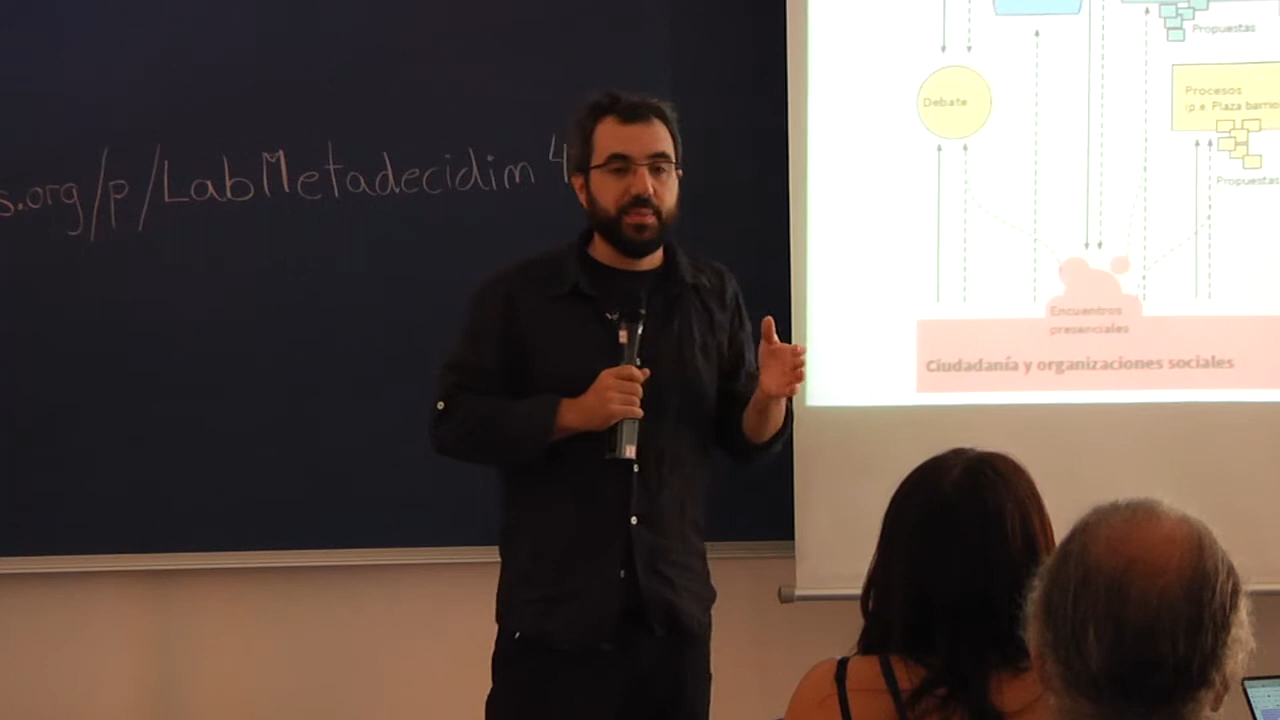 s.org/p/LabMetadecidim 4
Propuestas
Debate
Procesos
(p.e. Plaza barrio
Propuestas
Encuentros
presenciales
Ciudadanía y organizaciones sociales